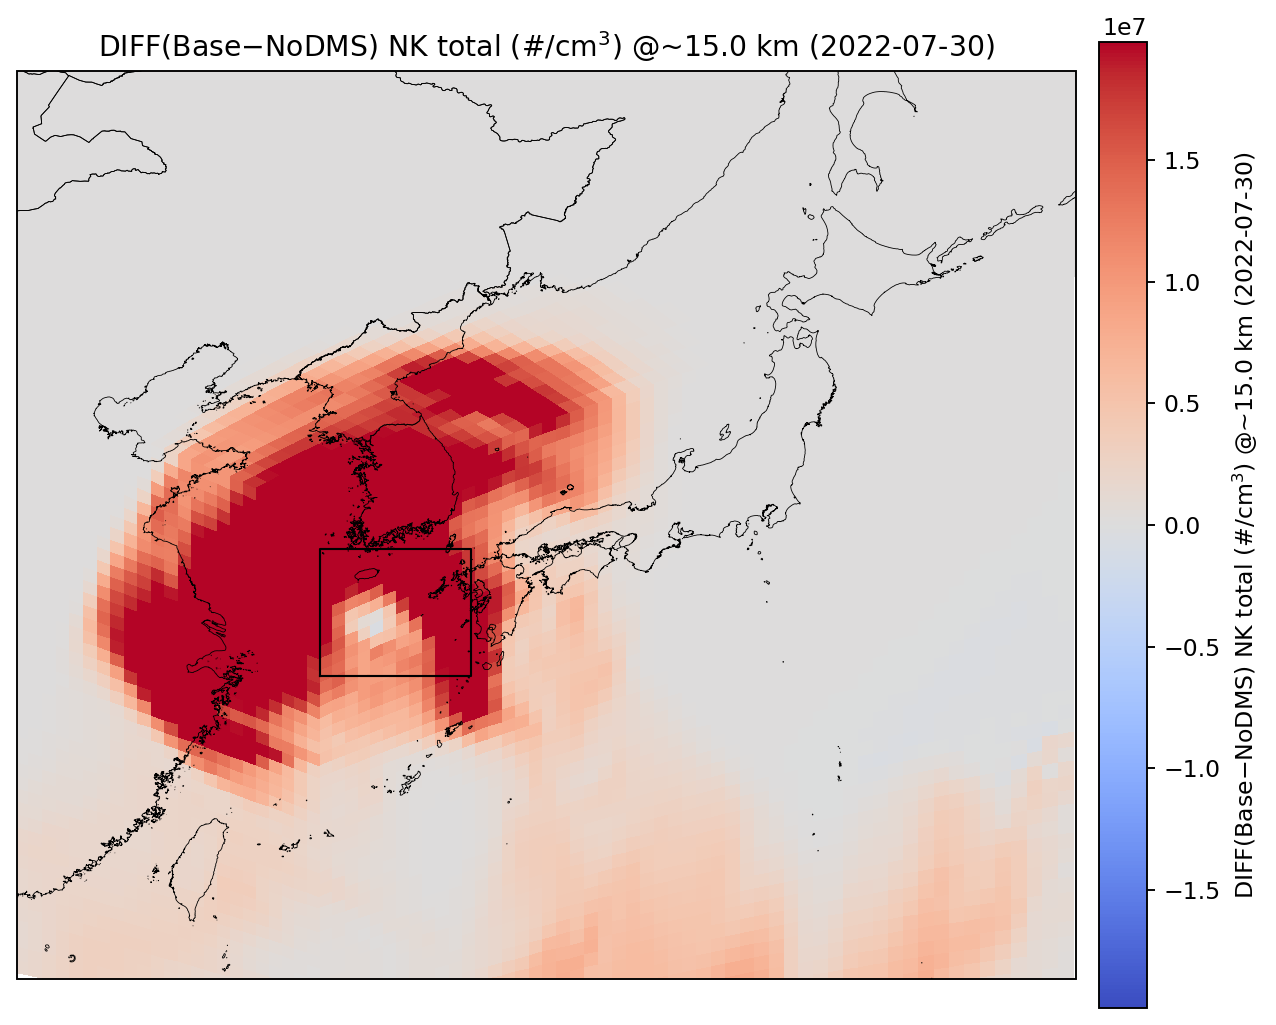 DIFF(Base−NoDMS) NK total (#/cm³) @~15.0 km (2022-07-30)
1e7
1.5
1.0
0.5
0.0
−0.5
−1.0
−1.5
DIFF(Base−NoDMS) NK total (#/cm³) @~15.0 km (2022-07-30)